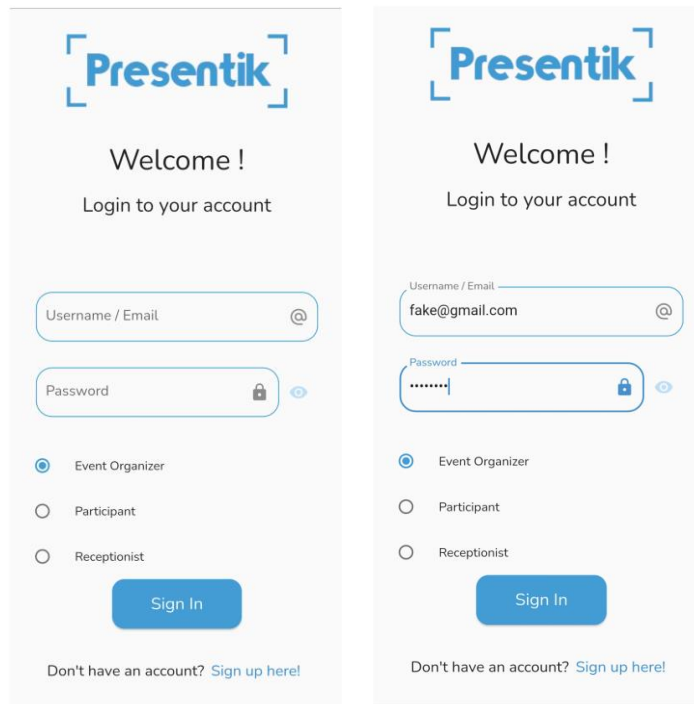 Presentik
Welcome !
Login to your account
Username / Email
@
Password
Event Organizer
Participant
Receptionist
Sign In
Don't have an account? Sign up here!
Presentik
Welcome !
Login to your account
Username / Email
fake@gmail.com
@
Password
••••••••
Event Organizer
Participant
Receptionist
Sign In
Don't have an account? Sign up here!